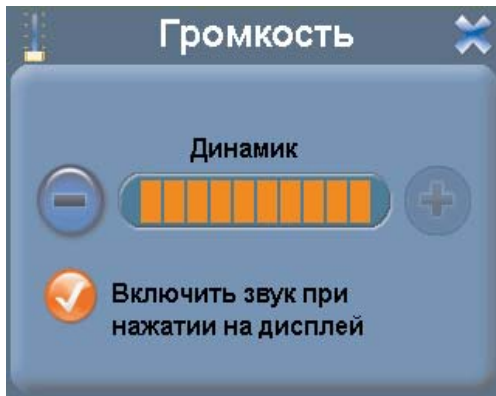 Громкость
Динамик
Включить звук при
нажатии на дисплей